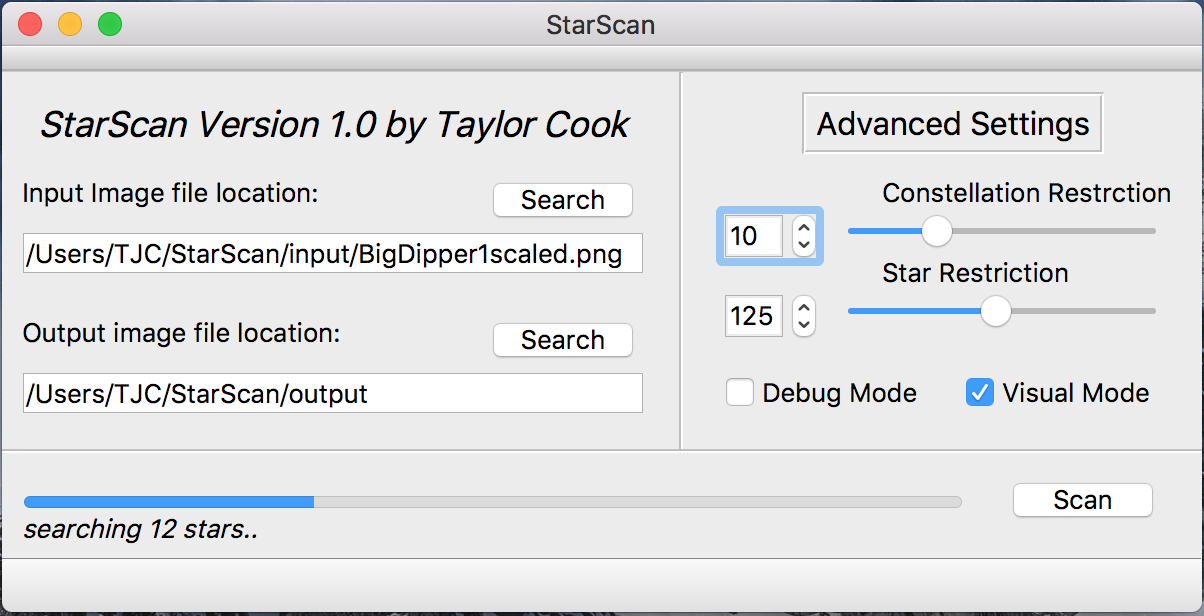 StarScan
StarScan Version 1.0 by Taylor Cook
Input Image file location:
Search
/Users/TJC/StarScan/input/BigDipper1scaled.png
Output image file location:
Search
/Users/TJC/StarScan/output
Advanced Settings
Constellation Restrction
10
Star Restriction
125
Debug Mode
Visual Mode
searching 12 stars..
Scan